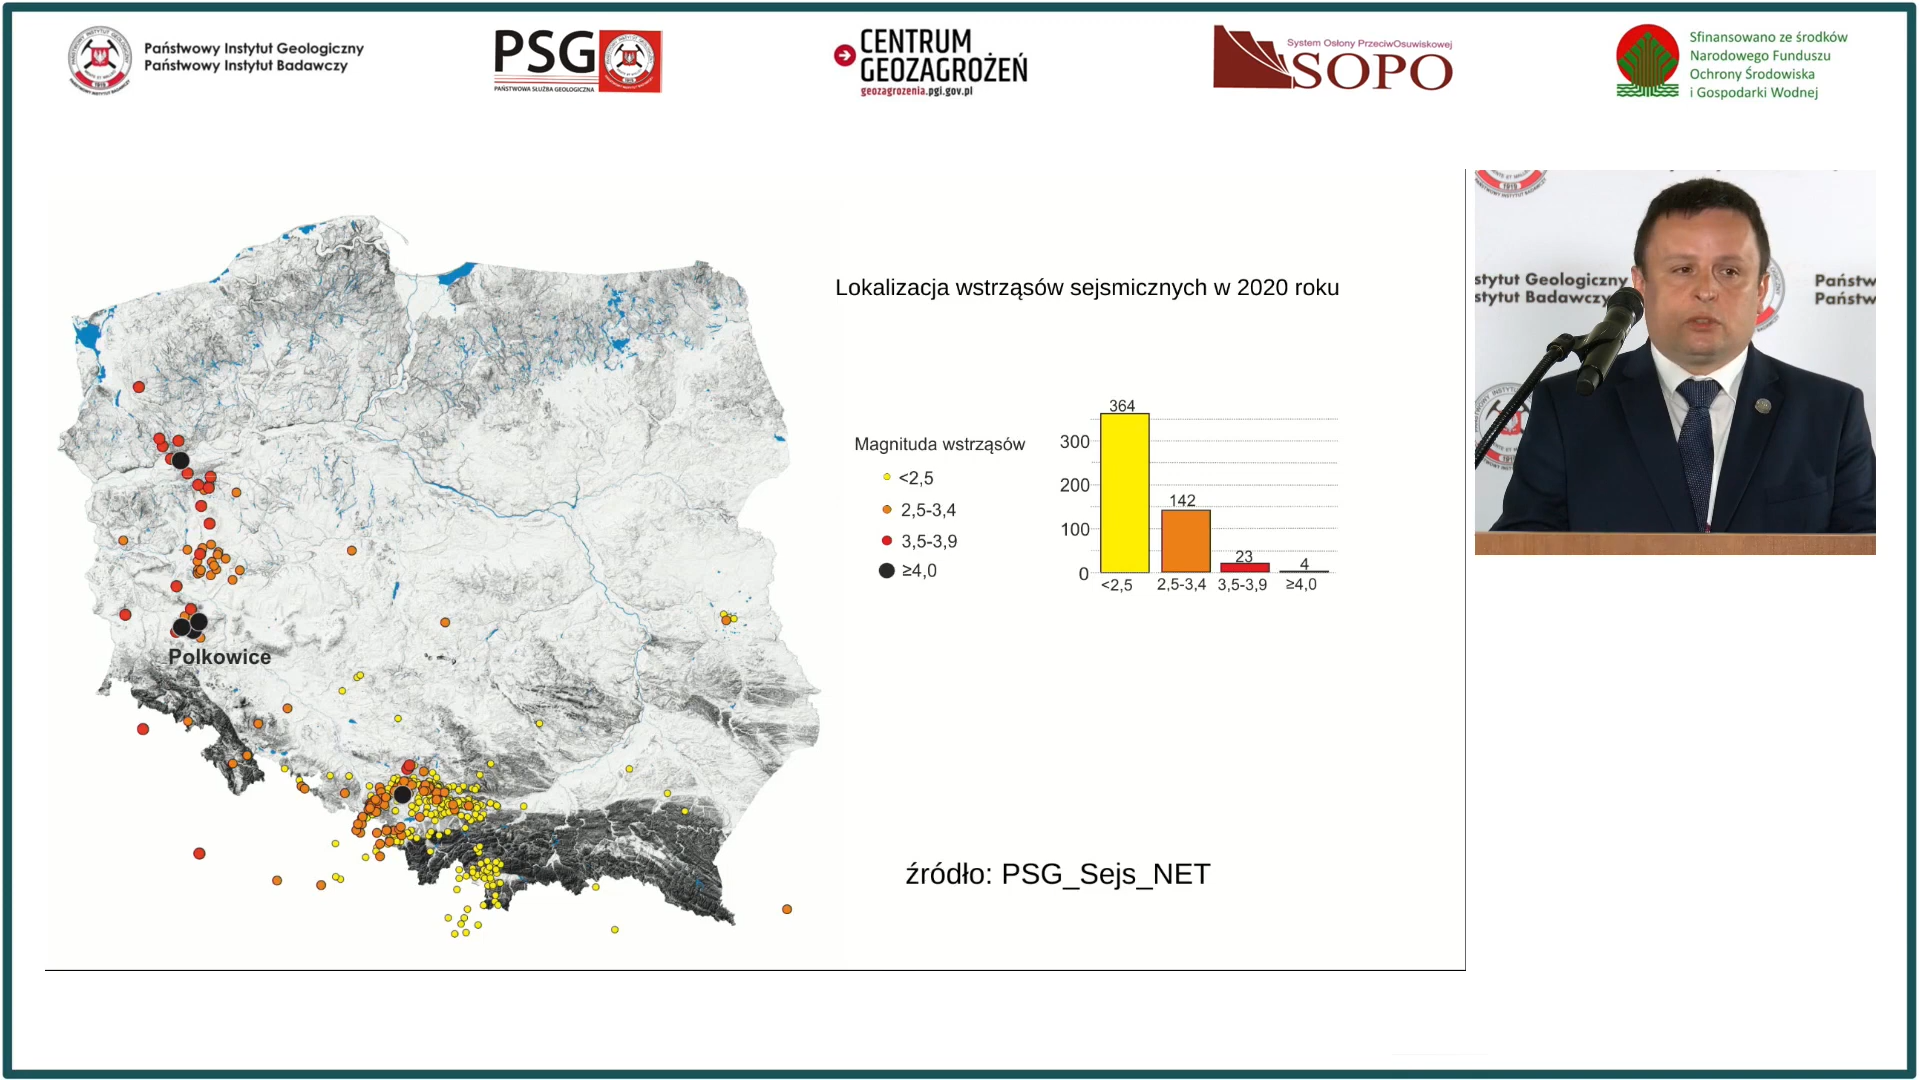 Państwowy Instytut Geologiczny
Państwowy Instytut Badawczy
PSG
PAŃSTWOWA SŁUŻBA GEOLOGICZNA
CENTRUM
GEOZAGROŻEŃ
geozagrozenia.pgi.gov.pl
System Osłony PrzeciwOsuwiskowej
SOPO
Sfinansowano ze środków
Narodowego Funduszu
Ochrony Środowiska
i Gospodarki Wodnej
Lokalizacja wstrząsów sejsmicznych w 2020 roku
Magnituda wstrząsów
<2,5
2,5-3,4
3,5-3,9
≥4,0
364
300
200
142
100
23
4
0
<2,5 2,5-3,4 3,5-3,9 ≥4,0
Polkowice
źródło: PSG_Sejs_NET
1919
stytut Geologiczny
stytut Badawczy
Państw
Państw